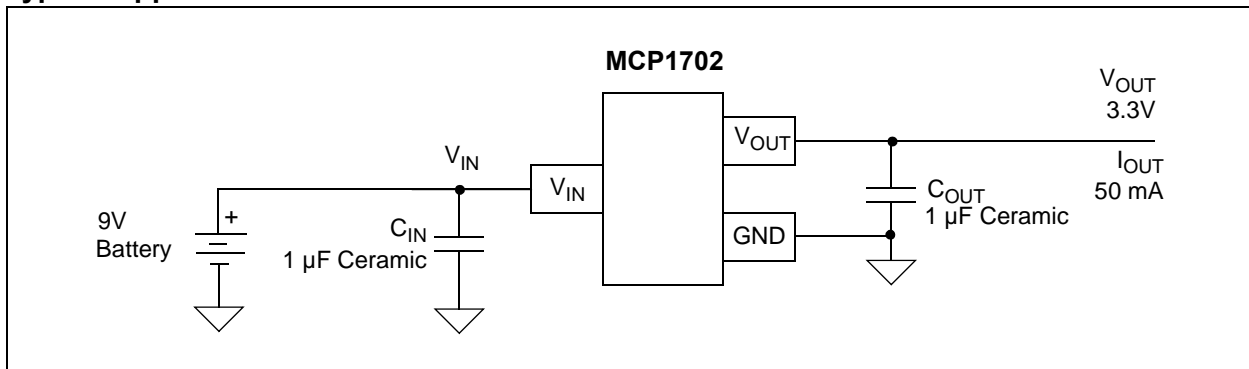 MCP1702
V_OUT
3.3V
V_OUT
V_IN
V_IN
I_OUT
50 mA
C_OUT
1 µF Ceramic
9V
Battery
+
C_IN
1 µF Ceramic
GND